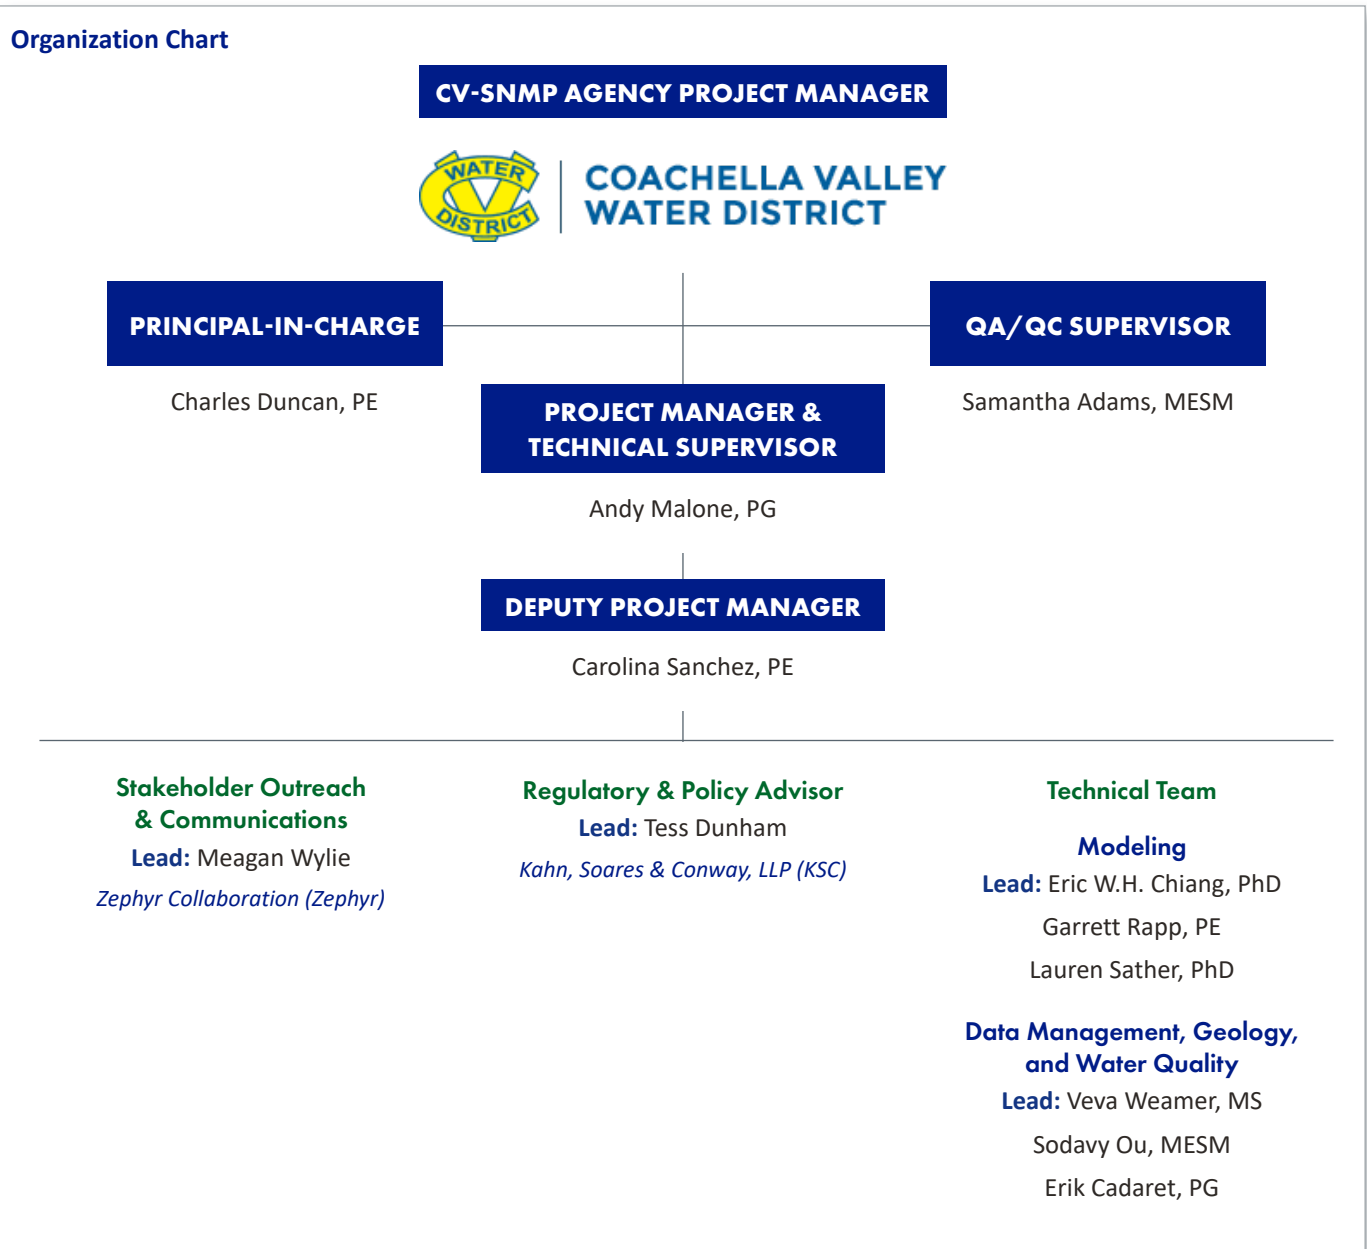 Organization Chart
CV-SNMP AGENCY PROJECT MANAGER
WATER
CV
DISTRICT
COACHELLA VALLEY
WATER DISTRICT
PRINCIPAL-IN-CHARGE
Charles Duncan, PE
QA/QC SUPERVISOR
Samantha Adams, MESM
PROJECT MANAGER &
TECHNICAL SUPERVISOR
Andy Malone, PG
DEPUTY PROJECT MANAGER
Carolina Sanchez, PE
Stakeholder Outreach
& Communications
Lead: Meagan Wylie
Zephyr Collaboration (Zephyr)
Regulatory & Policy Advisor
Lead: Tess Dunham
Kahn, Soares & Conway, LLP (KSC)
Technical Team
Modeling
Lead: Eric W.H. Chiang, PhD
Garrett Rapp, PE
Lauren Sather, PhD
Data Management, Geology,
and Water Quality
Lead: Veva Weamer, MS
Sodavy Ou, MESM
Erik Cadaret, PG